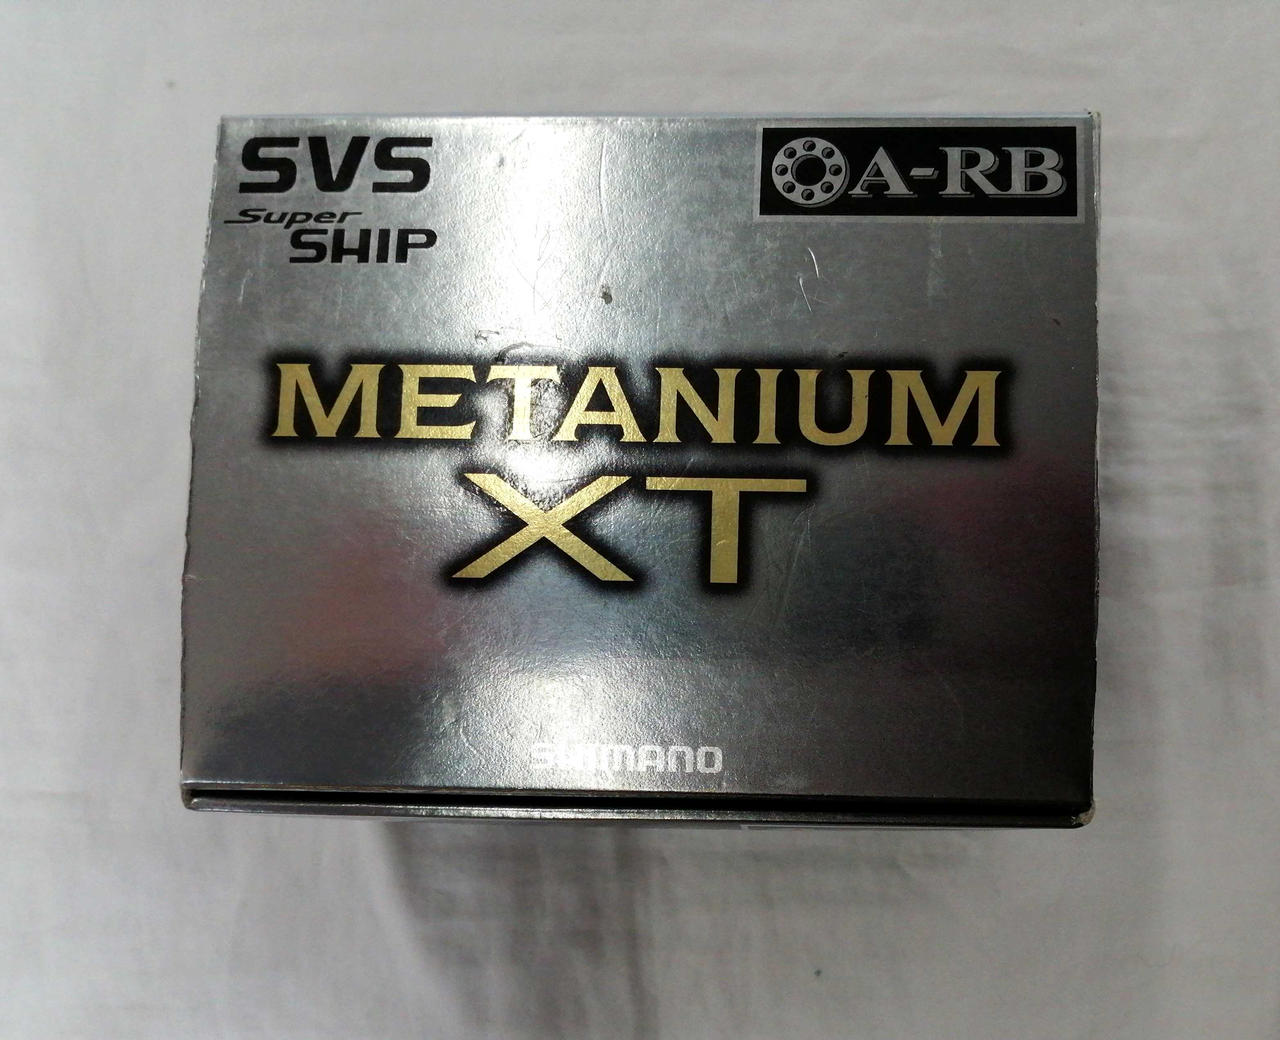 SVS
Super
SHIP
A-RB
METANIUM
XT
SHIMANO